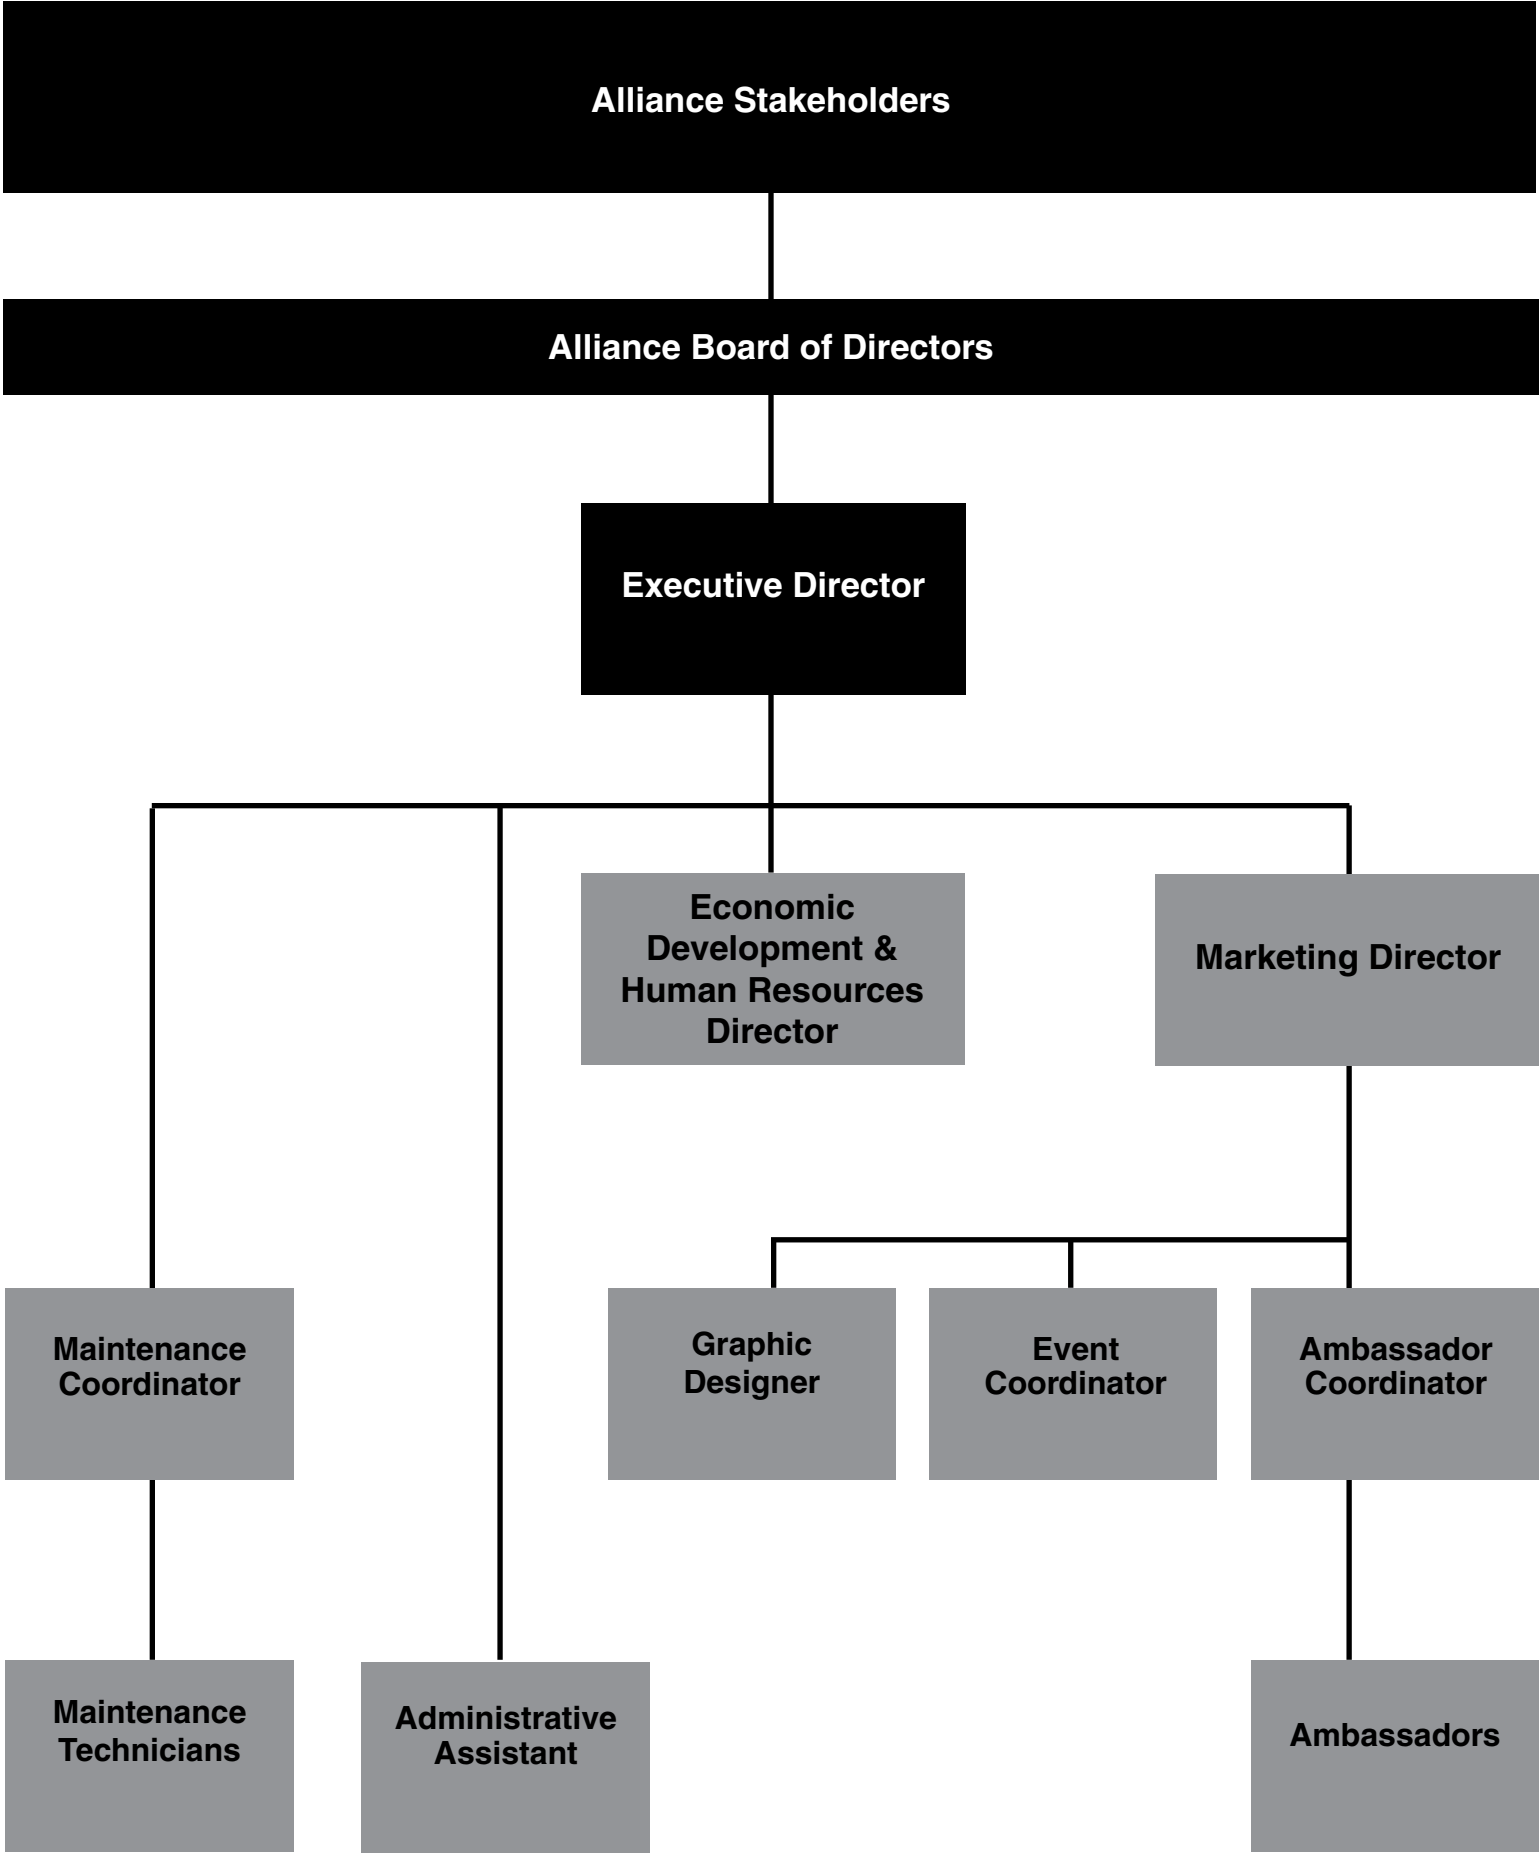 Alliance Stakeholders
Alliance Board of Directors
Executive Director
Economic
Development &
Human Resources
Director
Marketing Director
Maintenance
Coordinator
Graphic
Designer
Event
Coordinator
Ambassador
Coordinator
Maintenance
Technicians
Administrative
Assistant
Ambassadors